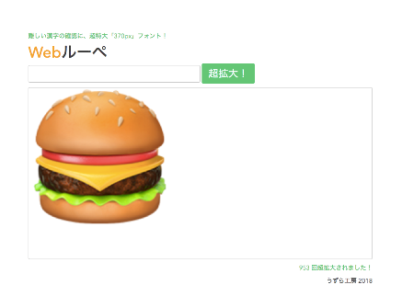 難しい漢字の確認に、超特大「370px」フォント！
Webルーペ
超拡大！
953 回超拡大されました！
うずら工房 2018